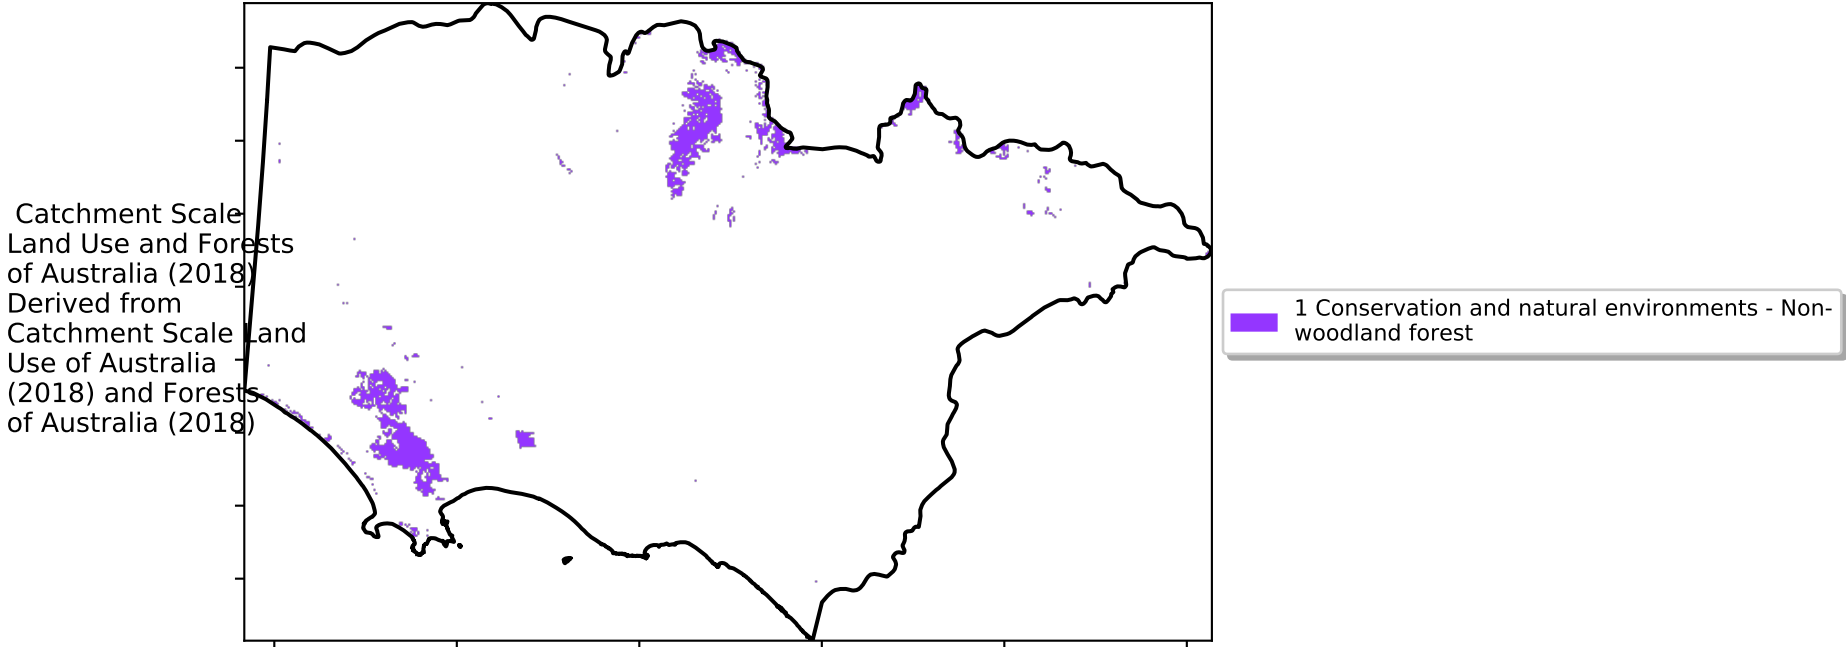 Catchment Scale
Land Use and Forests
of Australia (2018)
Derived from
Catchment Scale Land
Use of Australia
(2018) and Forests
of Australia (2018)
1 Conservation and natural environments - Non-
woodland forest